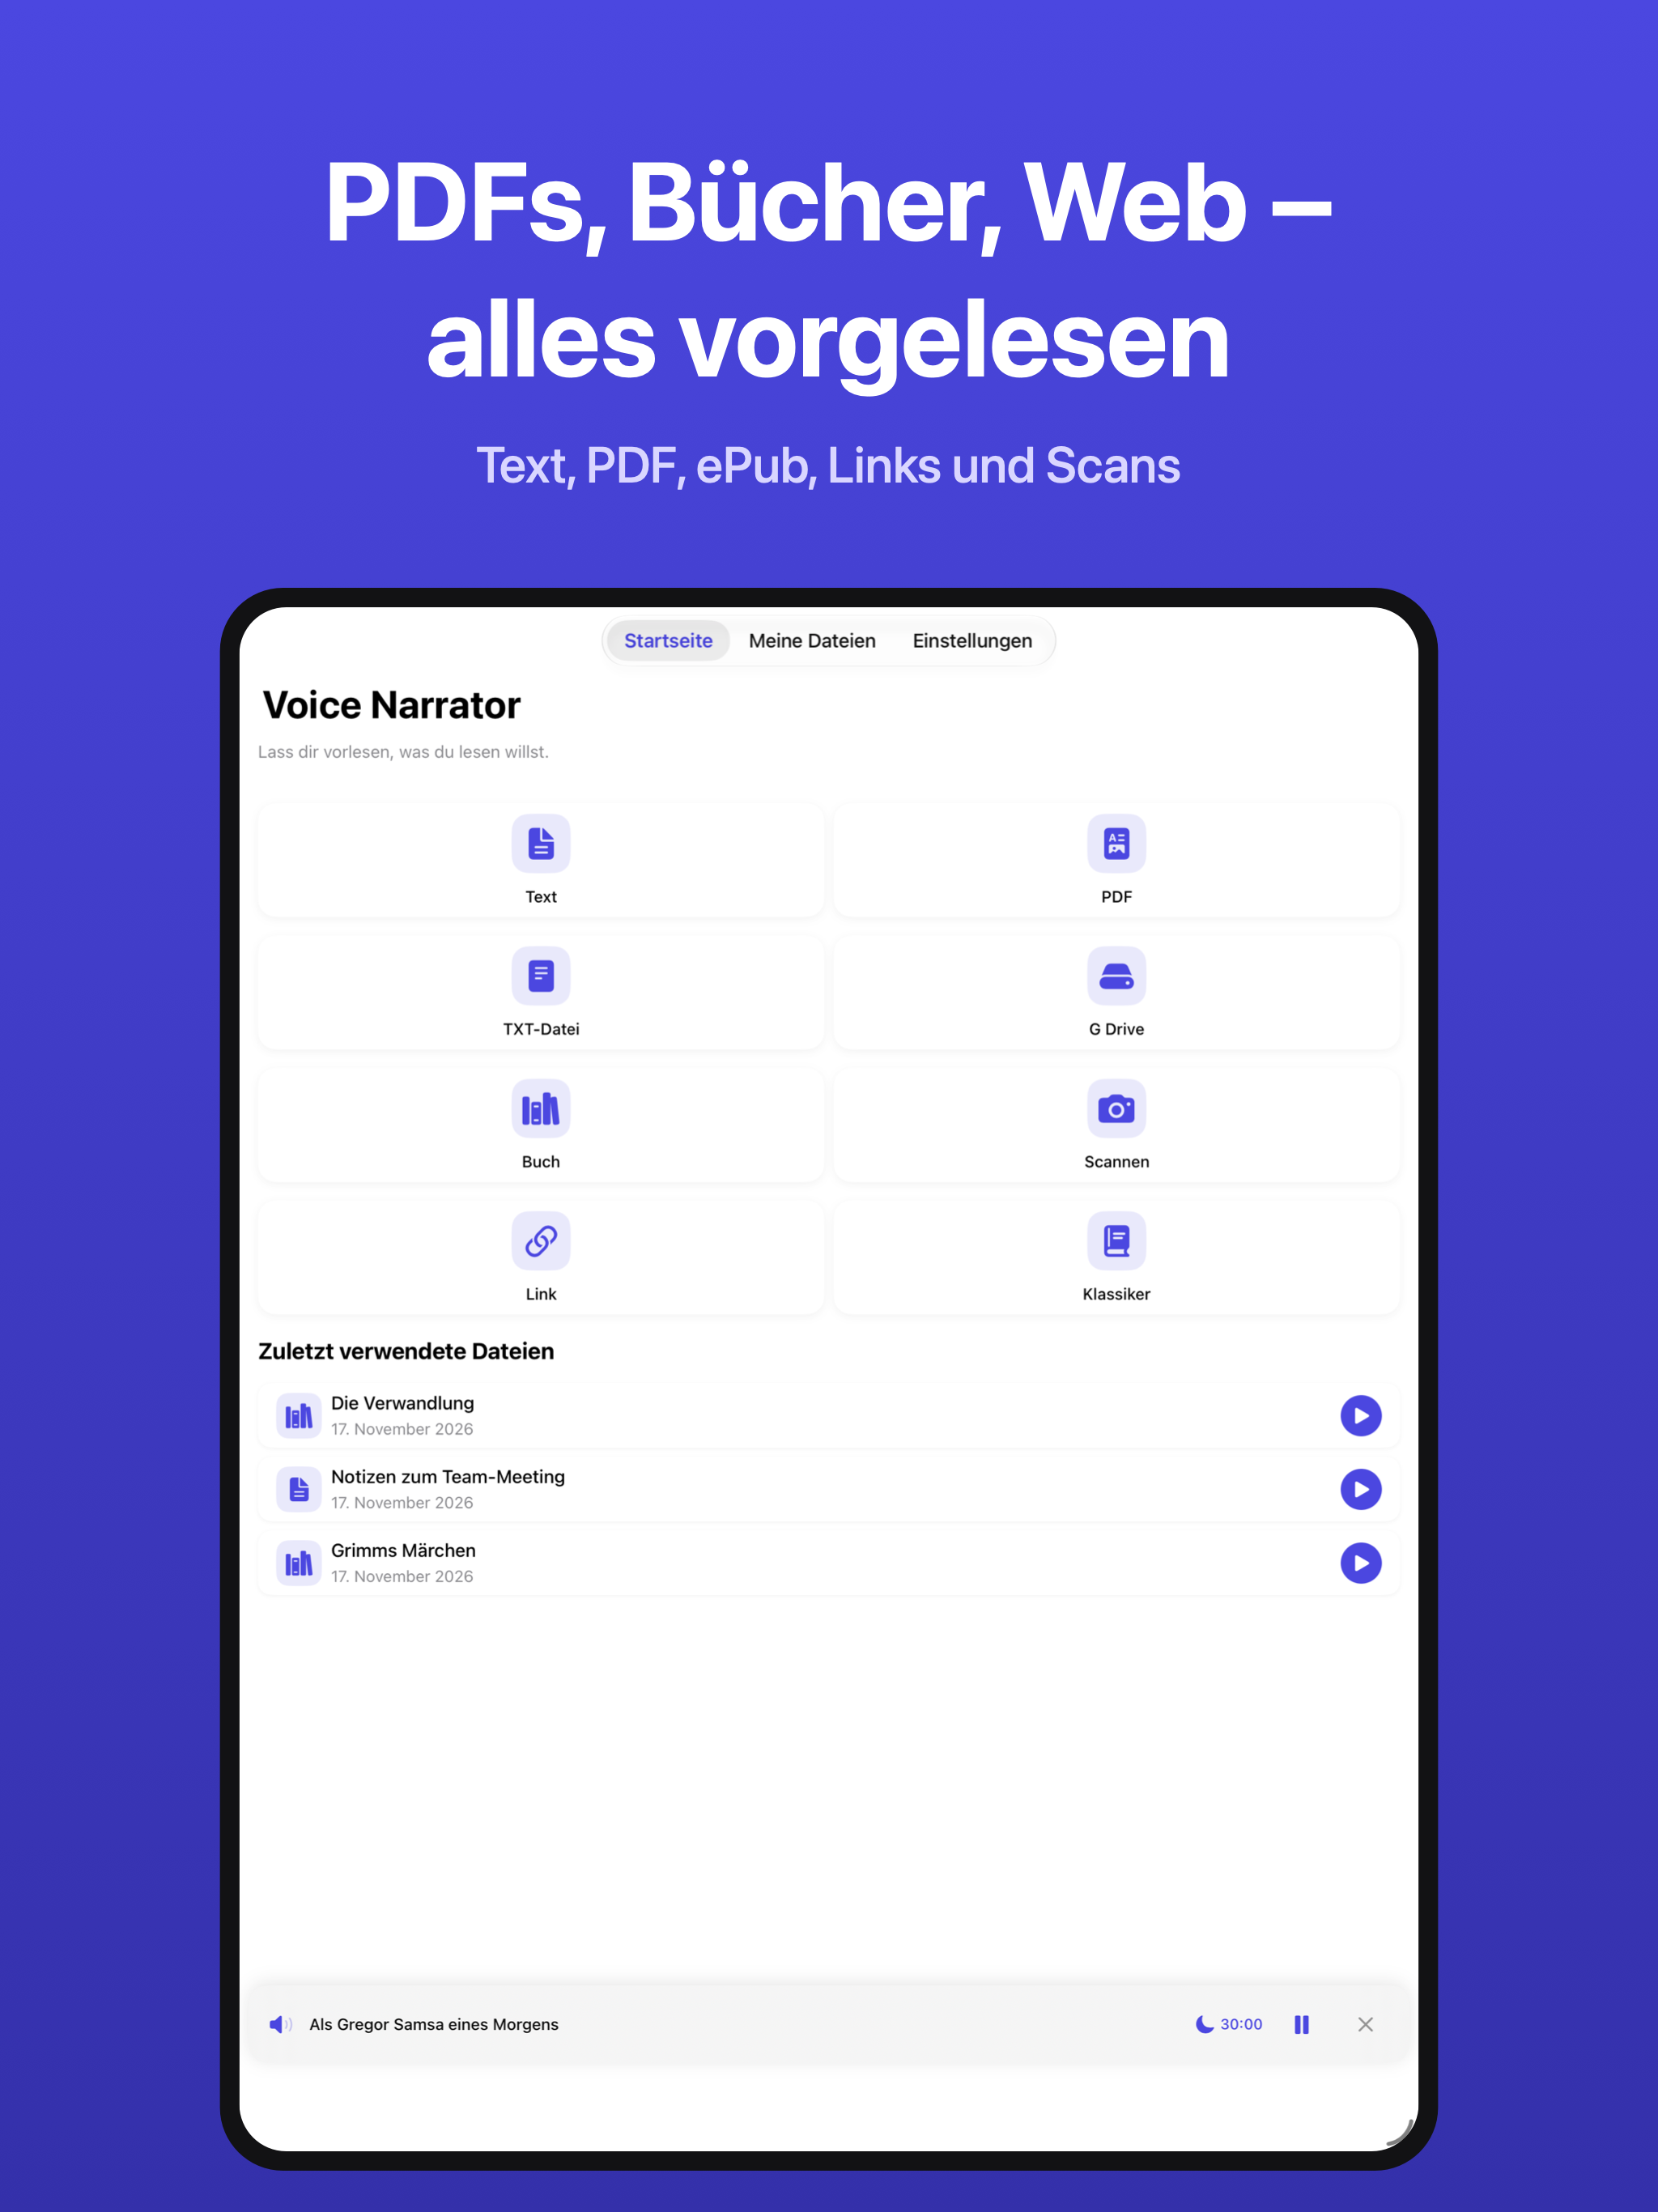 PDFs, Bücher, Web –
alles vorgelesen
Text, PDF, ePub, Links und Scans
Startseite
Meine Dateien
Einstellungen
Voice Narrator
Lass dir vorlesen, was du lesen willst.
Text
PDF
TXT-Datei
G Drive
Buch
Scannen
Link
Klassiker
Zuletzt verwendete Dateien
Die Verwandlung
17. November 2026
Notizen zum Team-Meeting
17. November 2026
Grimms Märchen
17. November 2026
Als Gregor Samsa eines Morgens
30:00